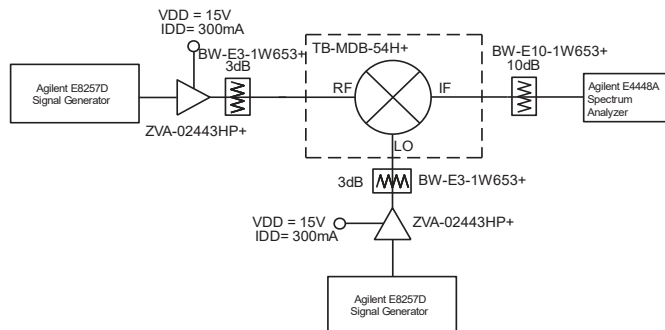 VDD = 15V
IDD= 300mA
BW-E3-1W653+
3dB
TB-MDB-54H+
BW-E10-1W653+
10dB
Agilent E8257D
Signal Generator
RF
IF
Agilent E4448A
Spectrum
Analyzer
ZVA-02443HP+
LO
3dB
BW-E3-1W653+
VDD = 15V
IDD= 300mA
ZVA-02443HP+
Agilent E8257D
Signal Generator